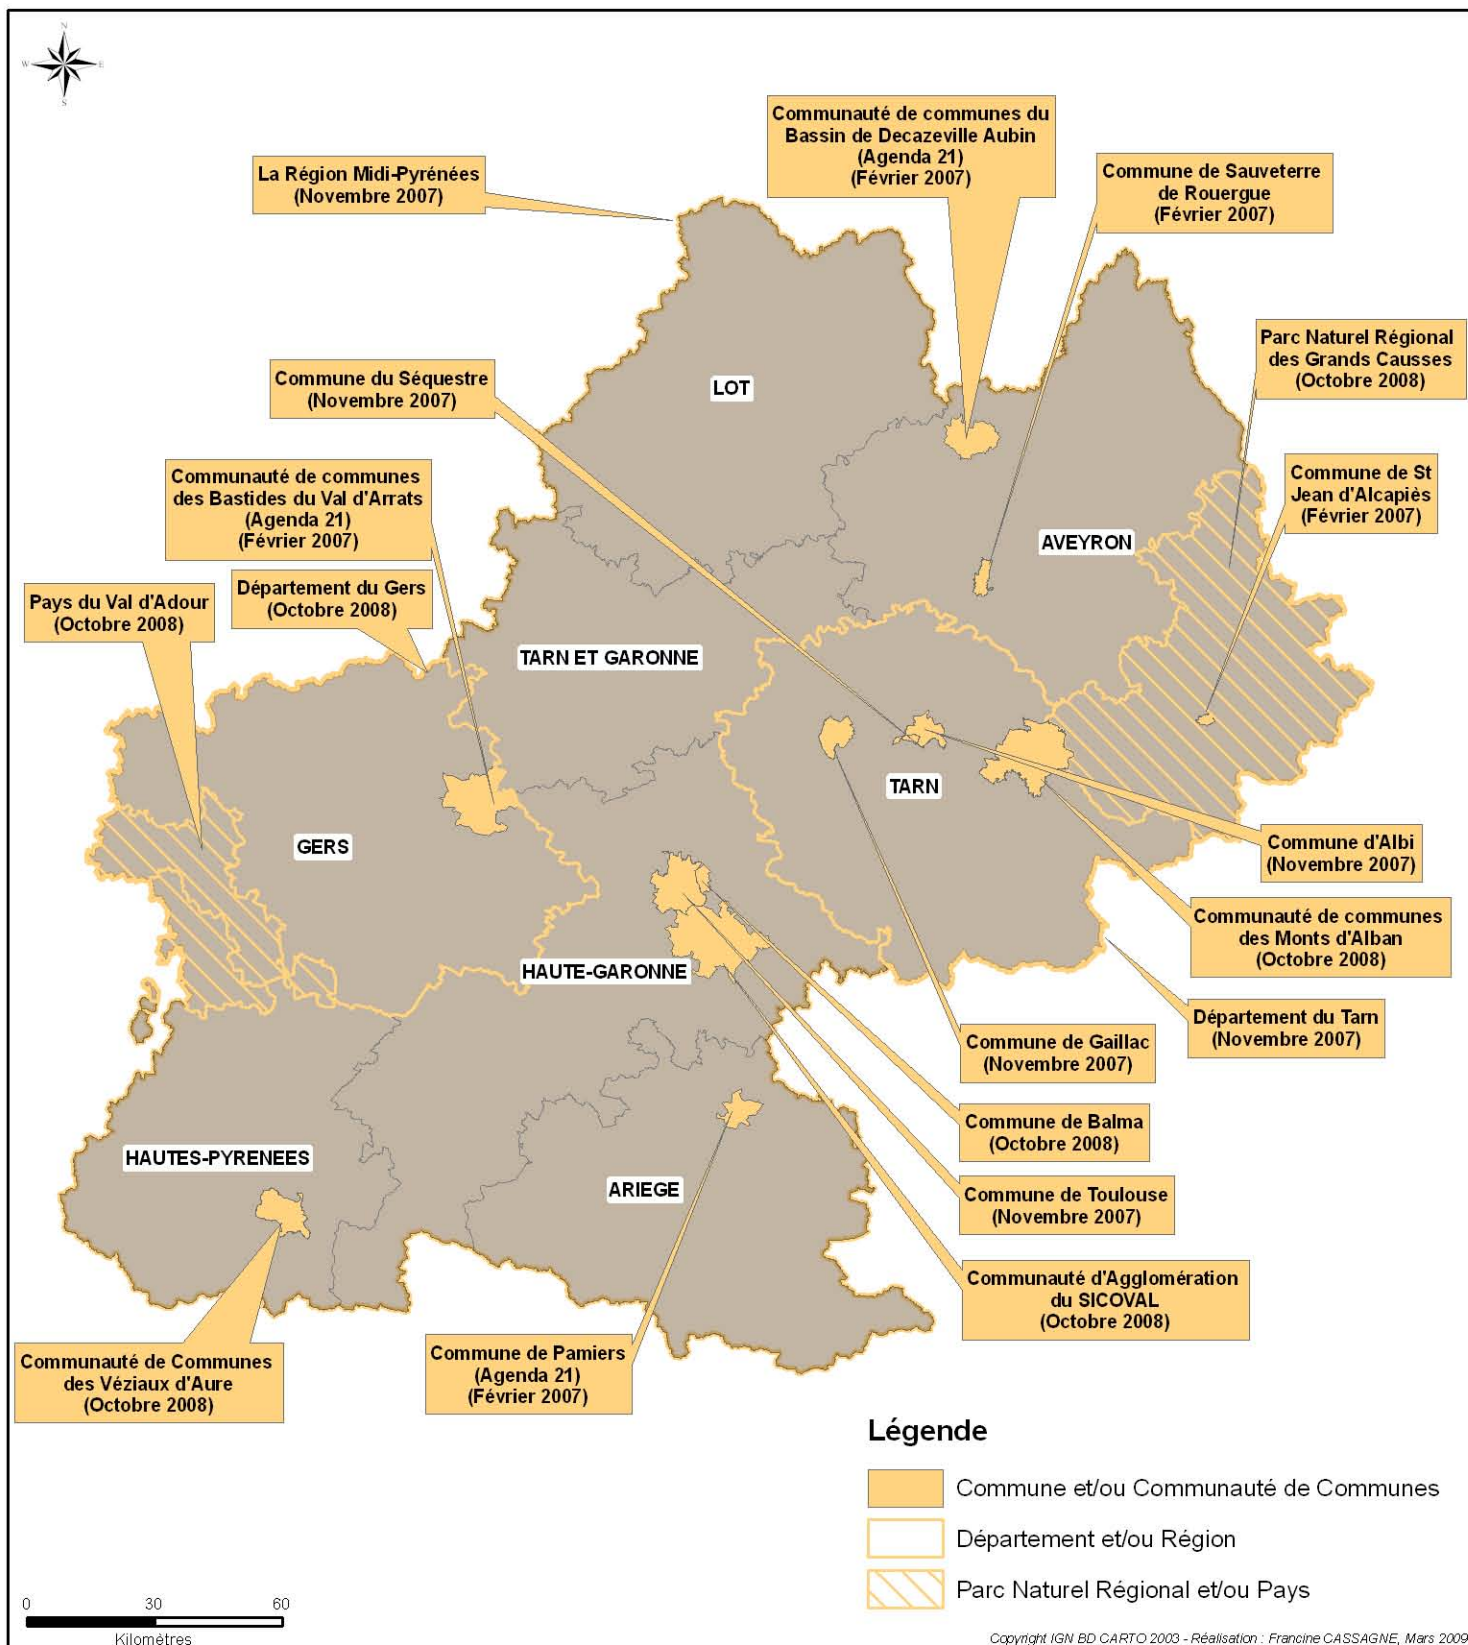 N
W
E
S
Communauté de communes du
Bassin de Decazeville Aubin
(Agenda 21)
(Février 2007)
La Région Midi-Pyrénées
(Novembre 2007)
Commune de Sauveterre
de Rouergue
(Février 2007)
Parc Naturel Régional
des Grands Causses
(Octobre 2008)
Commune du Séquestre
(Novembre 2007)
LOT
Communauté de communes
des Bastides du Val d'Arrats
(Agenda 21)
(Février 2007)
Commune de St
Jean d'Alcapiès
(Février 2007)
AVEYRON
Département du Gers
(Octobre 2008)
Pays du Val d'Adour
(Octobre 2008)
TARN ET GARONNE
TARN
GERS
Commune d'Albi
(Novembre 2007)
Communauté de communes
des Monts d'Alban
(Octobre 2008)
HAUTE-GARONNE
Département du Tarn
(Novembre 2007)
Commune de Gaillac
(Novembre 2007)
Commune de Balma
(Octobre 2008)
HAUTES-PYRENEES
ARIEGE
Commune de Toulouse
(Novembre 2007)
Communauté d'Agglomération
du SICOVAL
(Octobre 2008)
Communauté de Communes
des Véziaux d'Aure
(Octobre 2008)
Commune de Pamiers
(Agenda 21)
(Février 2007)
Légende
Commune et/ou Communauté de Communes
Département et/ou Région
Parc Naturel Régional et/ou Pays
0 30 60
Kilomètres
Copyright IGN BD CARTO 2003 - Réalisation : Francine CASSAGNE, Mars 2009